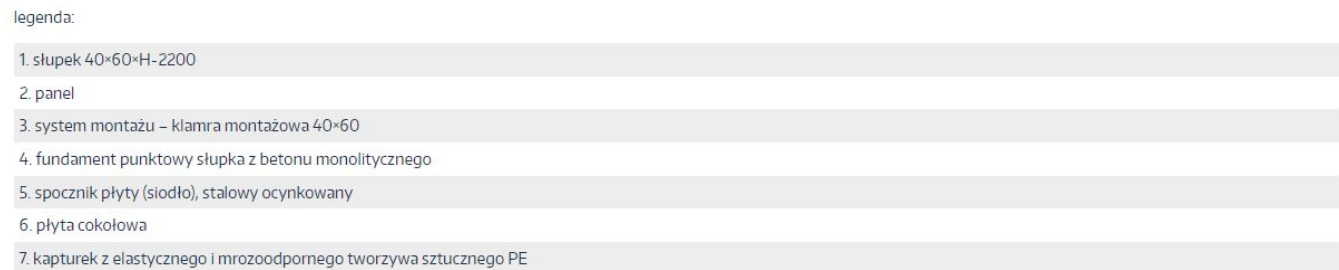 legenda:
1. słupek 40×60×H-2200
2. panel
3. system montażu – klamra montażowa 40×60
4. fundament punktowy słupka z betonu monolitycznego
5. spocznik płyty (siodło), stalowy ocynkowany
6. płyta cokołowa
7. kapturek z elastycznego i mrozoodpornego tworzywa sztucznego PE